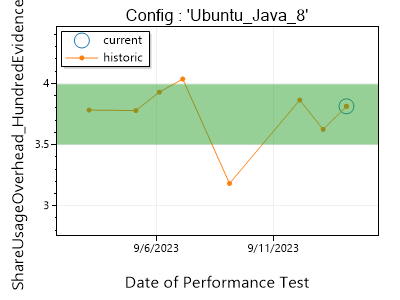 Config : 'Ubuntu_Java_8'
current
historic
ShareUsageOverhead_HundredEvidence
4
3.5
3
9/6/2023
9/11/2023
Date of Performance Test